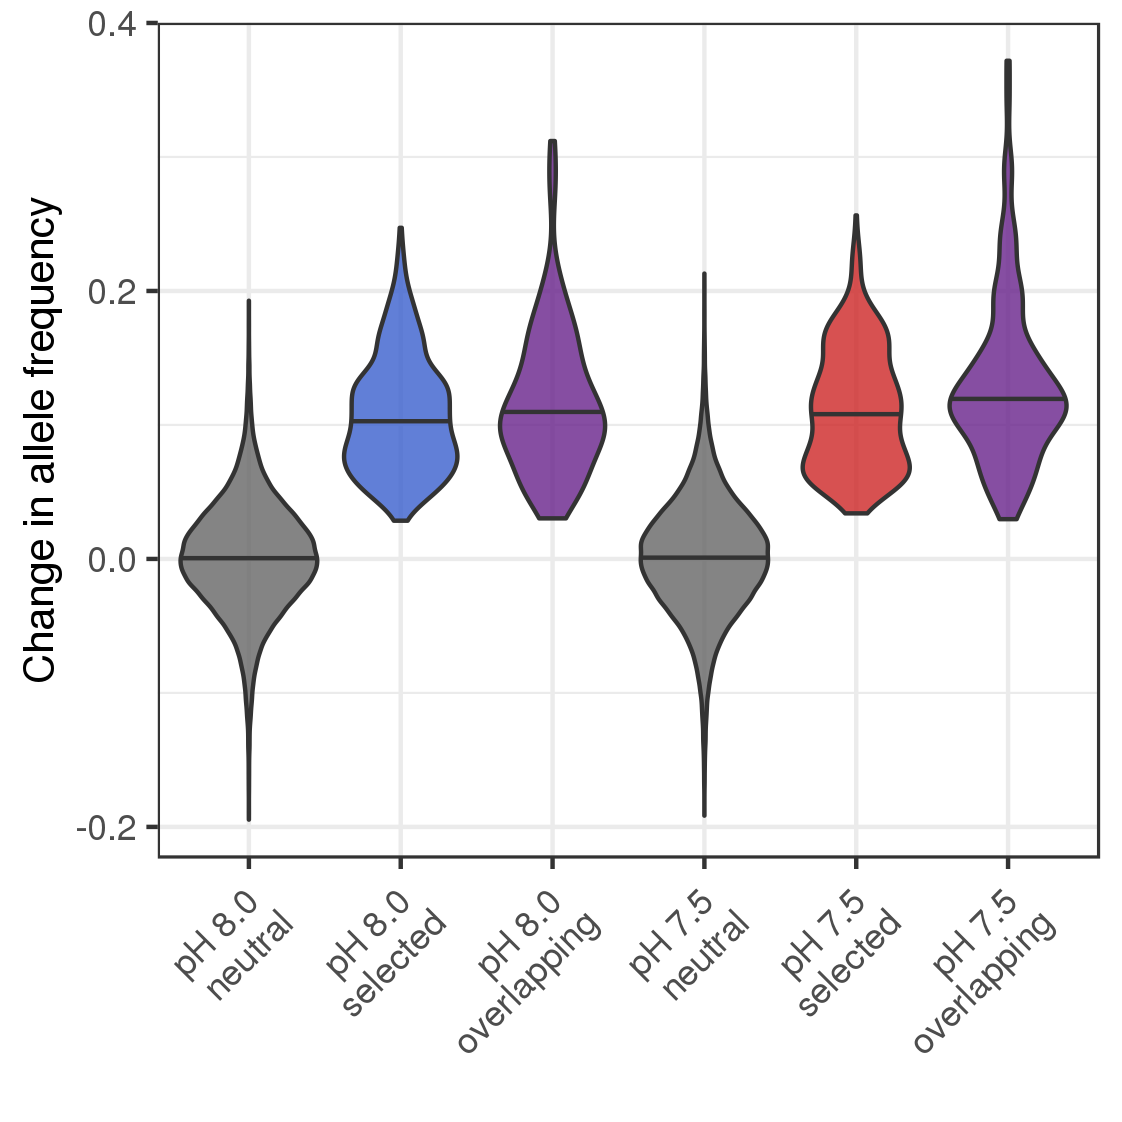 Change in allele frequency
0.4
0.2
0.0
-0.2
pH 8.0
neutral
pH 8.0
selected
pH 8.0
overlapping
pH 7.5
neutral
pH 7.5
selected
pH 7.5
overlapping